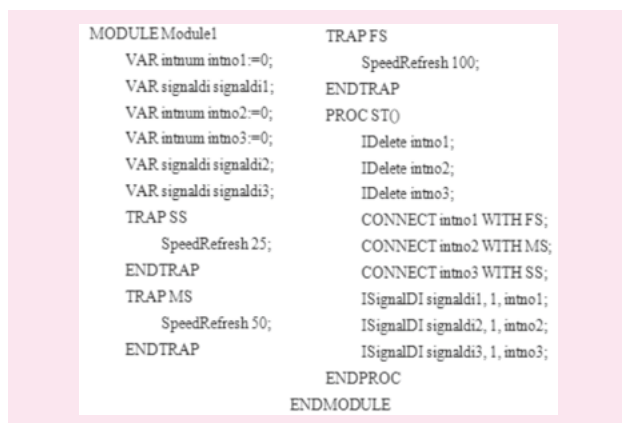 MODULE Module1
VAR intnum intno1:=0;
VAR signaldi signaldi1;
VAR intnum intno2:=0;
VAR intnum intno3:=0;
VAR signaldi signaldi2;
VAR signaldi signaldi3;
TRAP SS
SpeedRefresh 25;
ENDTRAP
TRAP MS
SpeedRefresh 50;
ENDTRAP
TRAP FS
SpeedRefresh 100;
ENDTRAP
PROC ST()
IDelete intno1;
IDelete intno2;
IDelete intno3;
CONNECT intno1 WITH FS;
CONNECT intno2 WITH MS;
CONNECT intno3 WITH SS;
ISignalDI signaldi1, 1, intno1;
ISignalDI signaldi2, 1, intno2;
ISignalDI signaldi3, 1, intno3;
ENDPROC
ENDMODULE